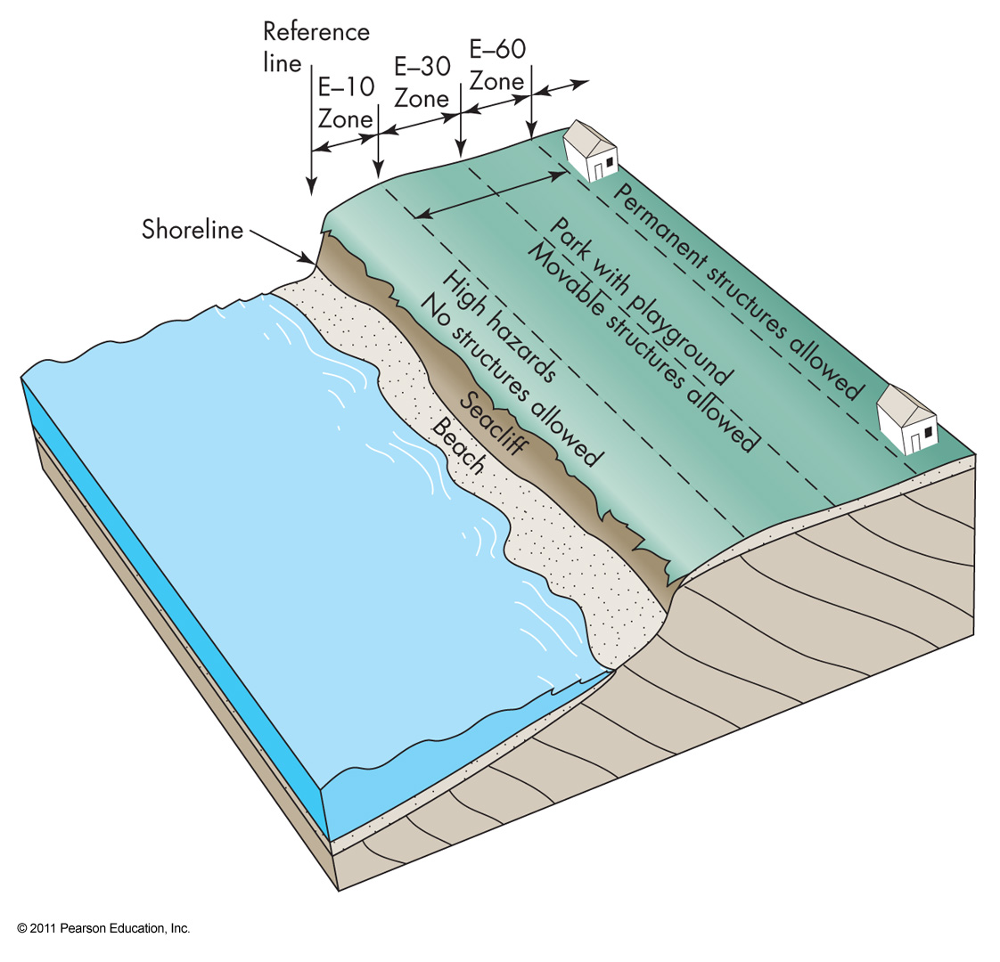 Reference
line
E–10
Zone
E–30
Zone
E–60
Zone
Shoreline
Permanent structures allowed
Park with playground
Movable structures allowed
High hazards
No structures allowed
Seacliff
Beach
© 2011 Pearson Education, Inc.